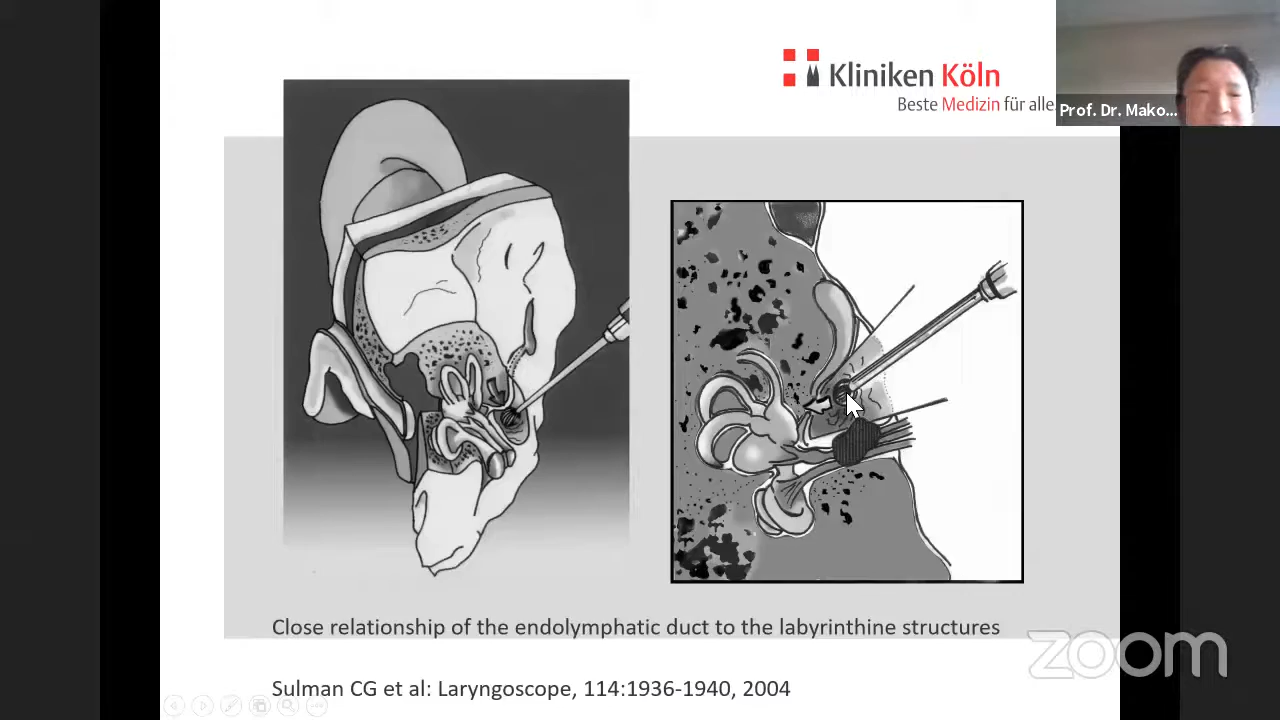 Kliniken Köln
Beste Medizin für alle.
Prof. Dr. Mako...
Close relationship of the endolymphatic duct to the labyrinthine structures
zoom
Sulman CG et al: Laryngoscope, 114:1936-1940, 2004